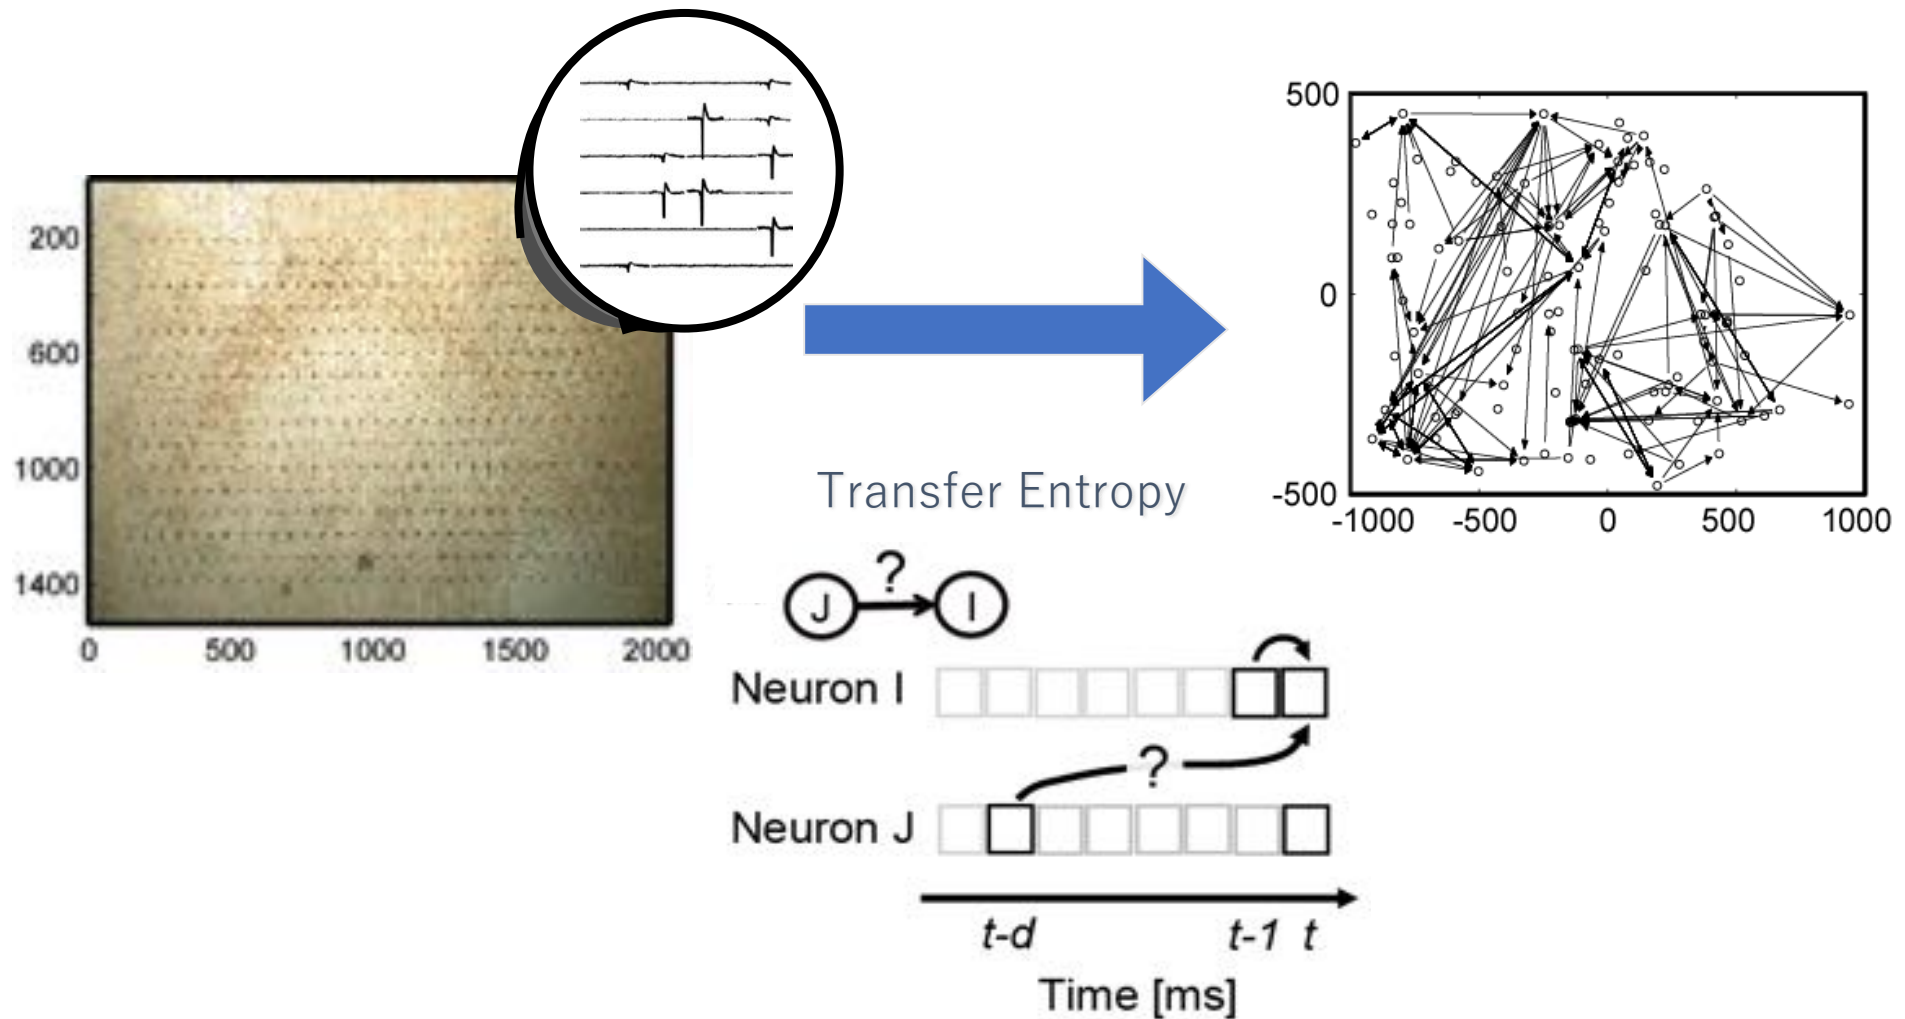 200
600
1000
1400
0 500 1000 1500 2000
500
0
-500
-1000 -500 0 500 1000
Transfer Entropy
?
J I
Neuron I
?
Neuron J
t-d t-1 t
Time [ms]